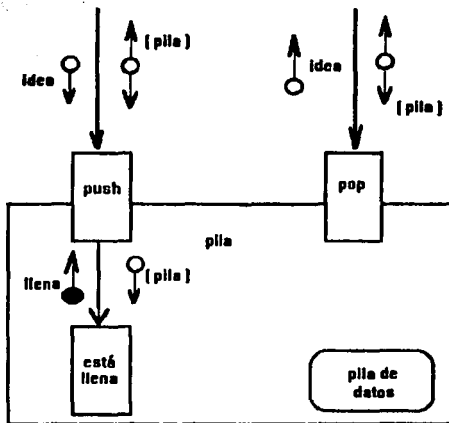 idea
[pila]
idea
[pila]
push
pop
pila
llena
[pila]
está
llena
pila de
datos